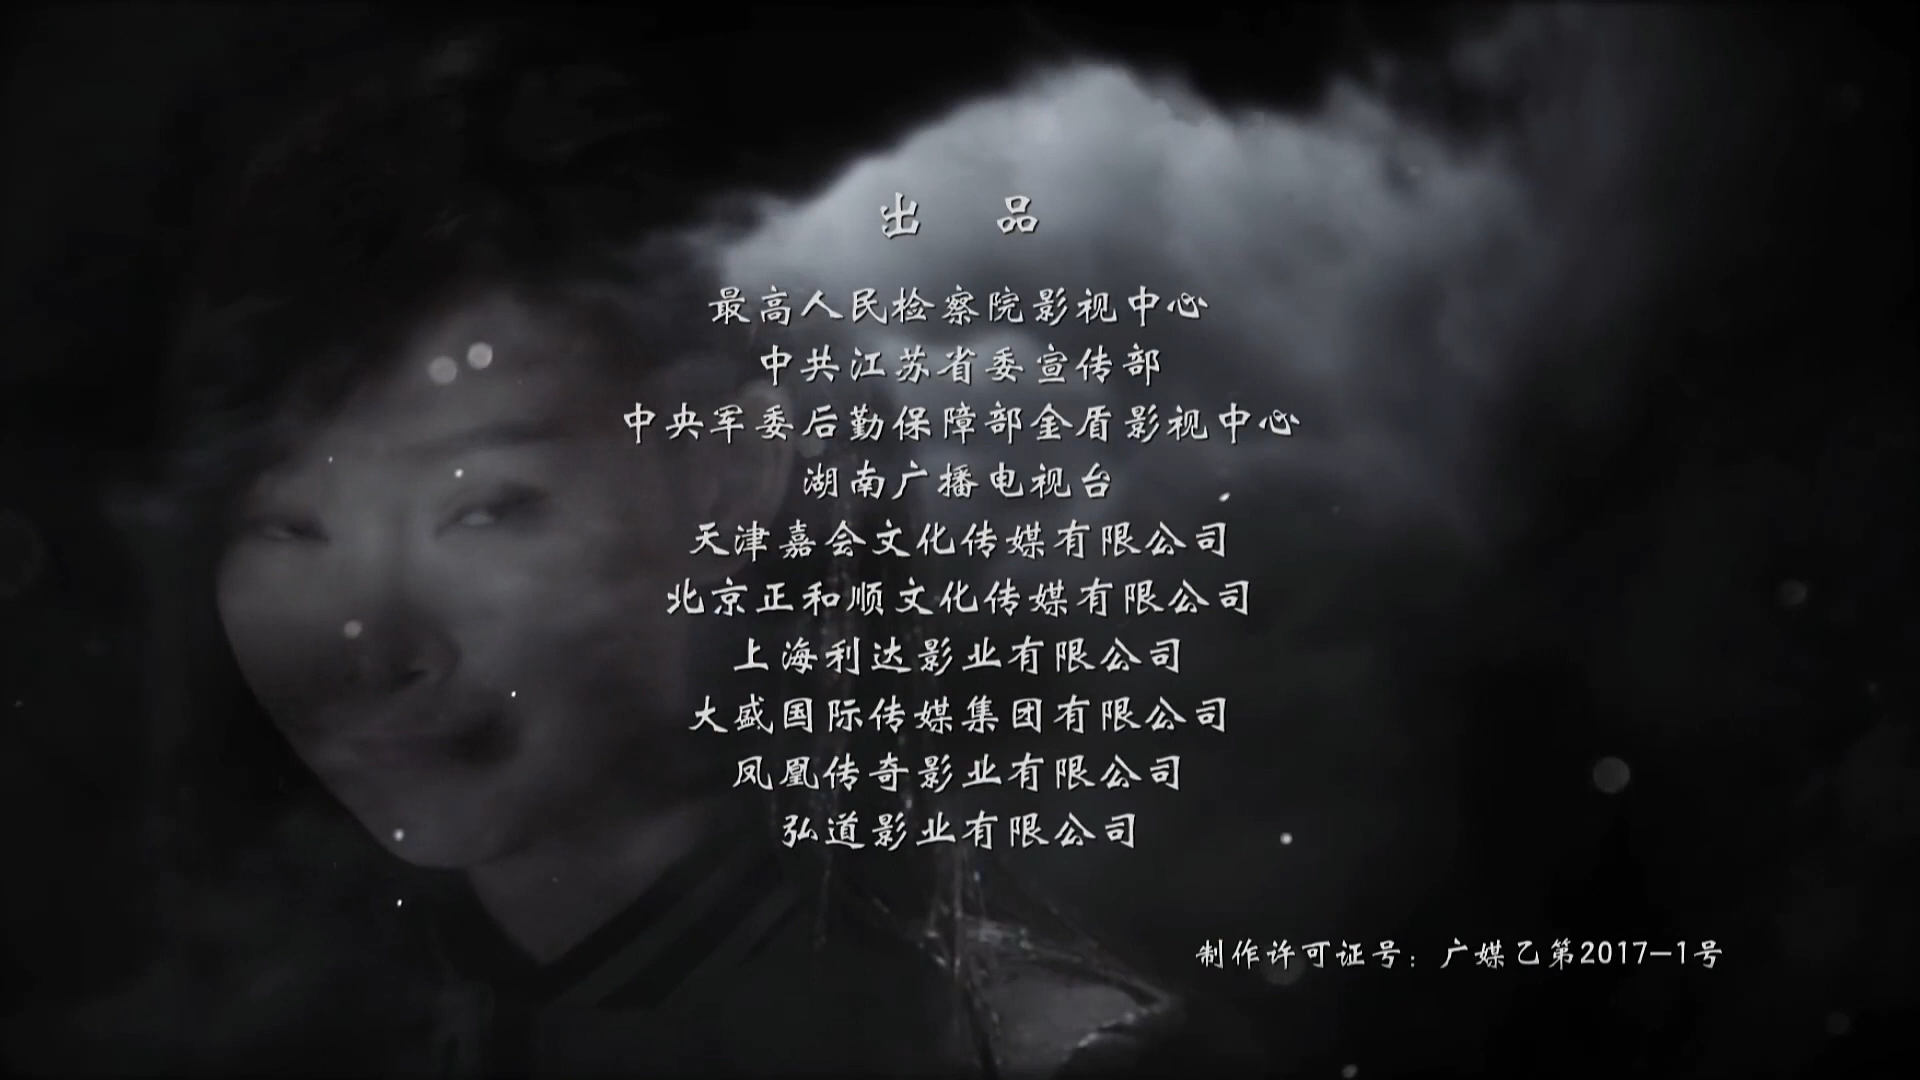 出品
最高人民检察院影视中心
中共江苏省委宣传部
中央军委后勤保障部金盾影视中心
湖南广播电视台
天津嘉会文化传媒有限公司
北京正和顺文化传媒有限公司
上海利达影业有限公司
大盛国际传媒集团有限公司
凤凰传奇影业有限公司
弘道影业有限公司
制作许可证号：广媒乙第2017—1号